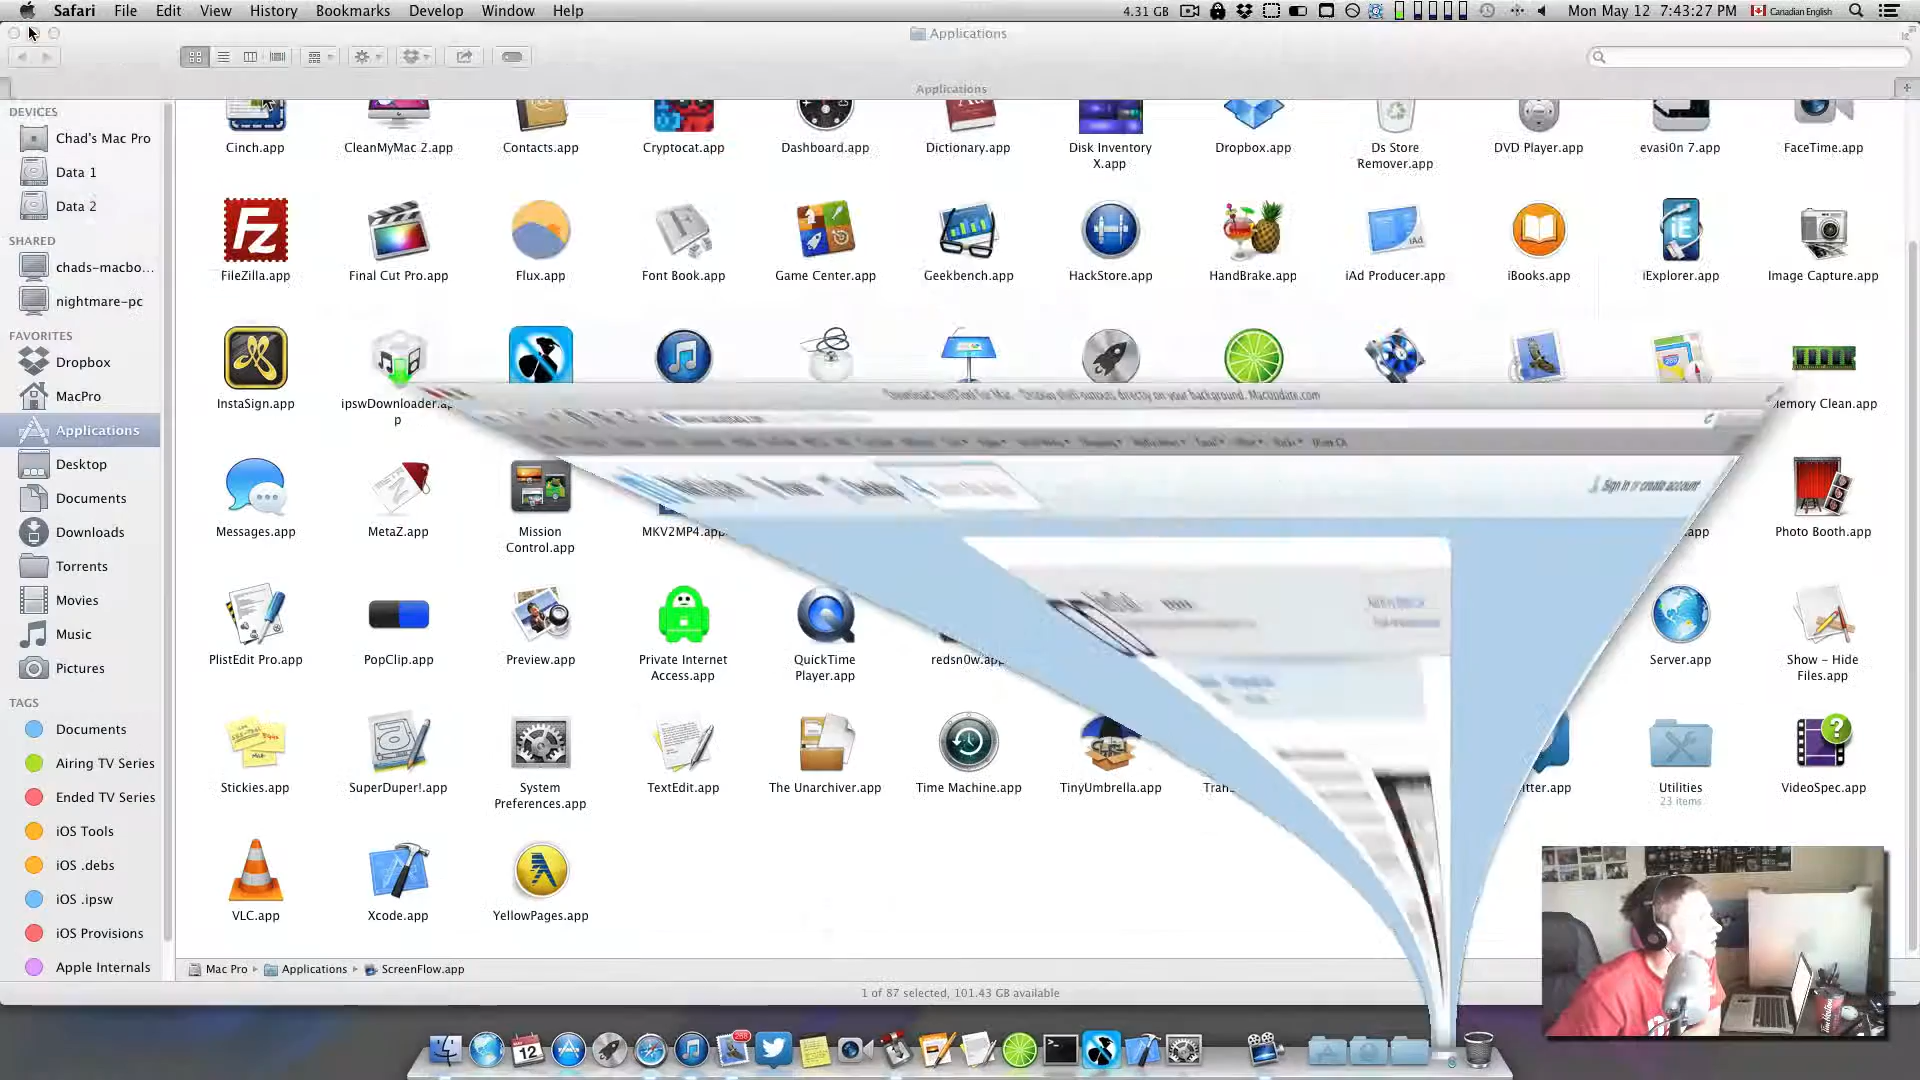 Safari File Edit View History Bookmarks Develop Window Help
4.31 GB
Mon May 12 7:43:27 PM
Canadian English
Applications
Applications
DEVICES
Chad's Mac Pro
Data 1
Data 2
SHARED
chads-macbo...
nightmare-pc
FAVORITES
Dropbox
MacPro
Applications
Desktop
Documents
Downloads
Torrents
Movies
Music
Pictures
TAGS
Documents
Airing TV Series
Ended TV Series
iOS Tools
iOS .debs
iOS .ipsw
iOS Provisions
Apple Internals
Cinch.app CleanMyMac 2.app Contacts.app Cryptocat.app Dashboard.app Dictionary.app Disk Inventory X.app Dropbox.app Ds Store Remover.app DVD Player.app evasi0n 7.app FaceTime.app
FileZilla.app Final Cut Pro.app Flux.app Font Book.app Game Center.app Geekbench.app HackStore.app HandBrake.app iAd Producer.app iBooks.app iExplorer.app Image Capture.app
InstaSign.app ipswDownloader.ap
p
emory Clean.app
Sign in or create account
Messages.app MetaZ.app Mission Control.app MKV2MP4.app .app Photo Booth.app
PlistEdit Pro.app PopClip.app Preview.app Private Internet Access.app QuickTime Player.app redsn0w.app Server.app Show - Hide Files.app
Stickies.app SuperDuper!.app System Preferences.app TextEdit.app The Unarchiver.app Time Machine.app TinyUmbrella.app Tran tter.app Utilities
23 items
VideoSpec.app
VLC.app Xcode.app YellowPages.app
Mac Pro Applications ScreenFlow.app
1 of 87 selected, 101.43 GB available